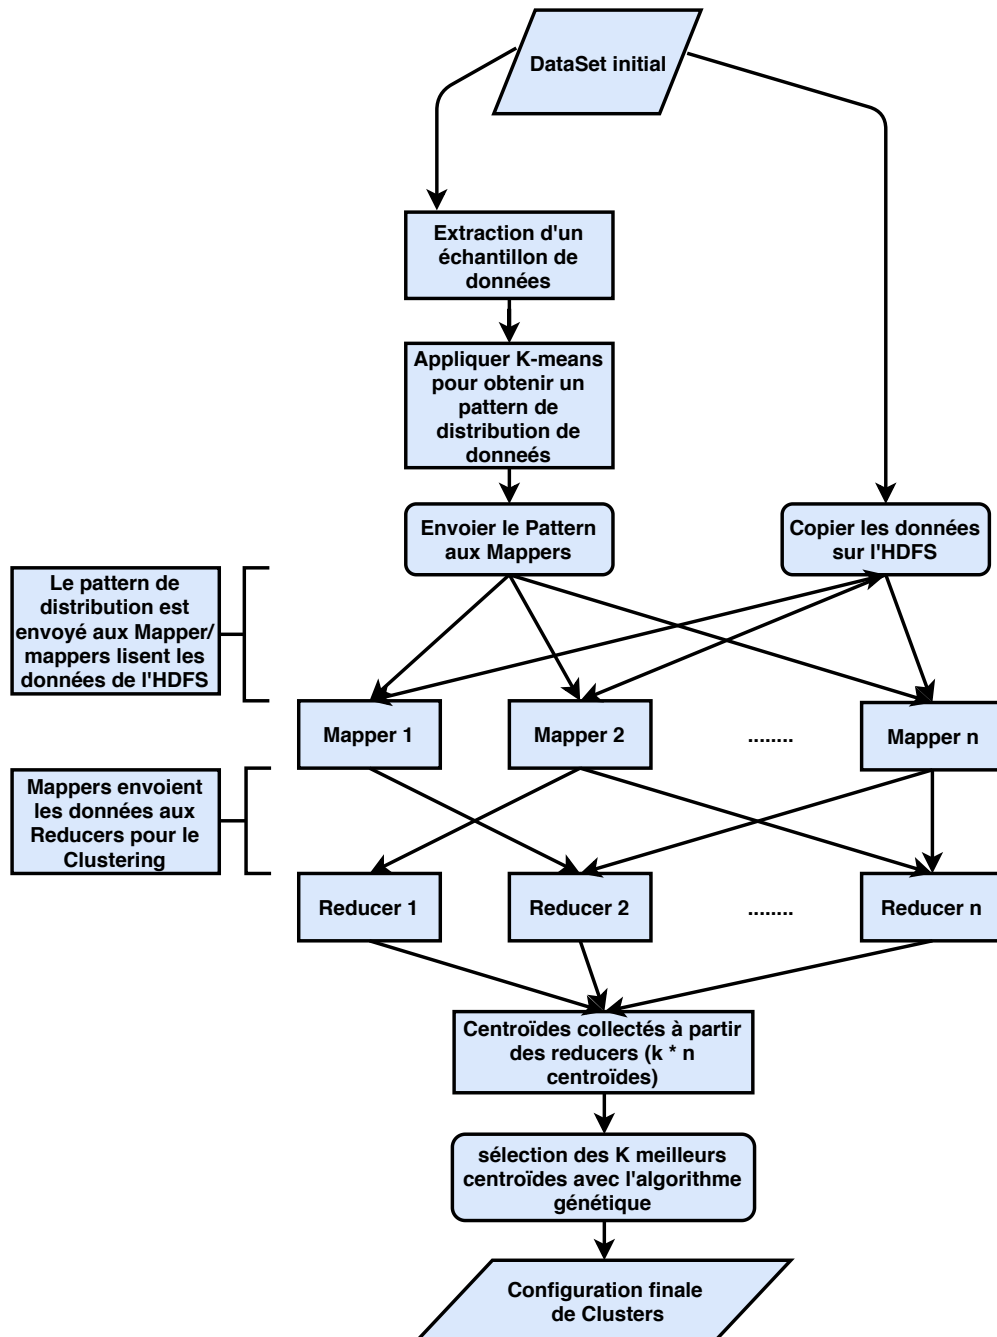 DataSet initial
Extraction d'un
échantillon de
données
Appliquer K-means
pour obtenir un
pattern de
distribution de
donneés
Envoier le Pattern
aux Mappers
Copier les données
sur l'HDFS
Le pattern de
distribution est
envoyé aux Mapper/
mappers lisent les
données de l'HDFS
Mapper 1
Mapper 2
........
Mapper n
Mappers envoient
les données aux
Reducers pour le
Clustering
Reducer 1
Reducer 2
........
Reducer n
Centroïdes collectés à partir
des reducers (k * n
centroïdes)
sélection des K meilleurs
centroïdes avec l'algorithme
génétique
Configuration finale
de Clusters